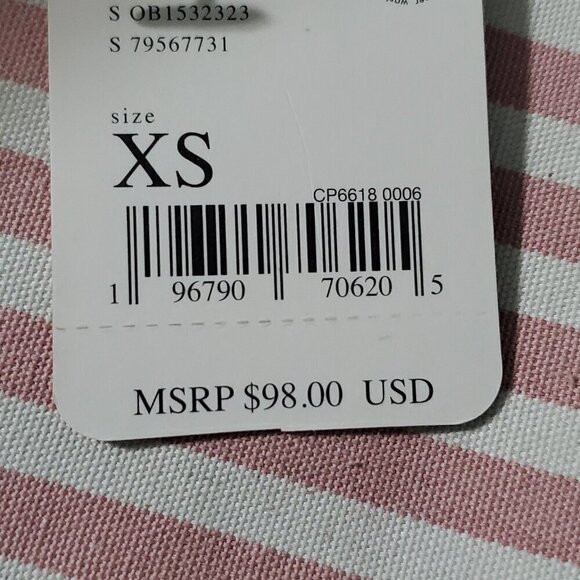 S OB1532323
S 79567731
size
XS
CP6618 0006
1 96790 70620 5
MSRP $98.00 USD